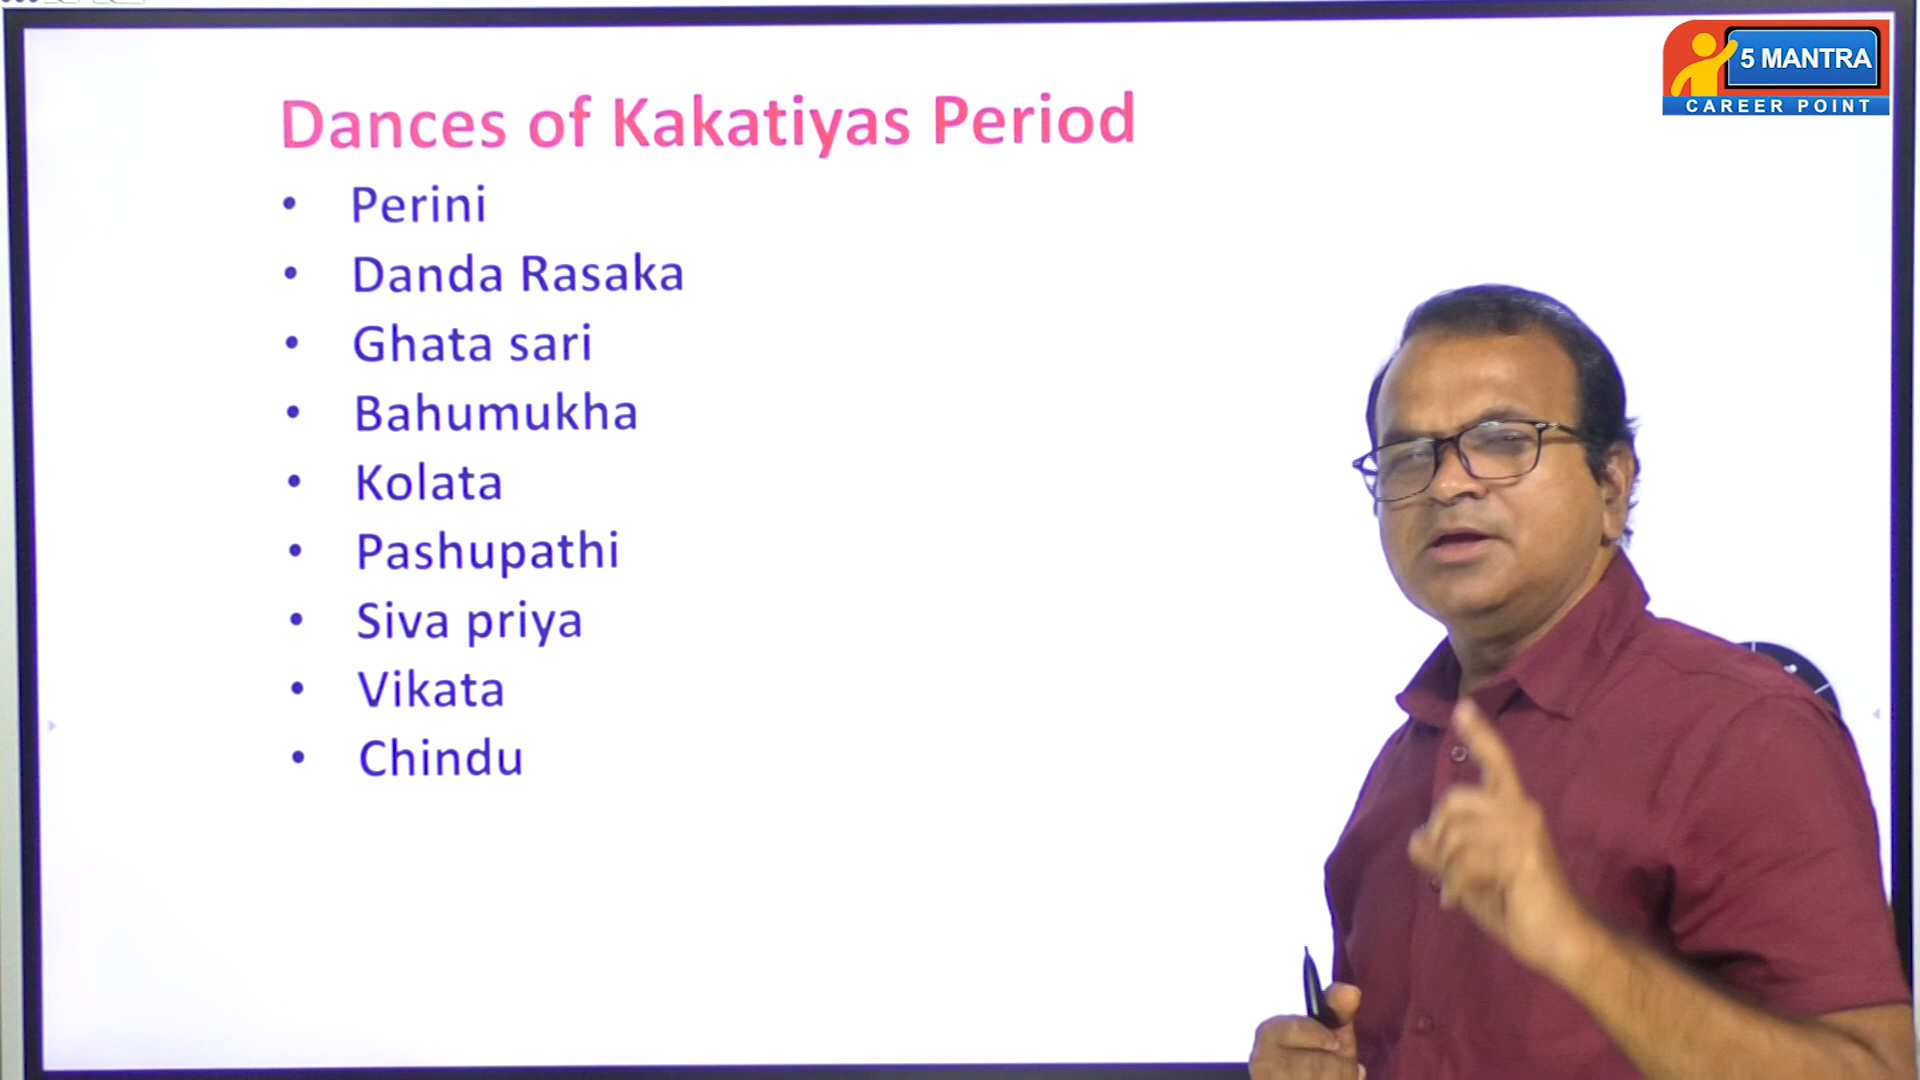 5 MANTRA
CAREER POINT
Dances of Kakatiyas Period
• Perini
• Danda Rasaka
• Ghata sari
• Bahumukha
• Kolata
• Pashupathi
• Siva priya
• Vikata
• Chindu